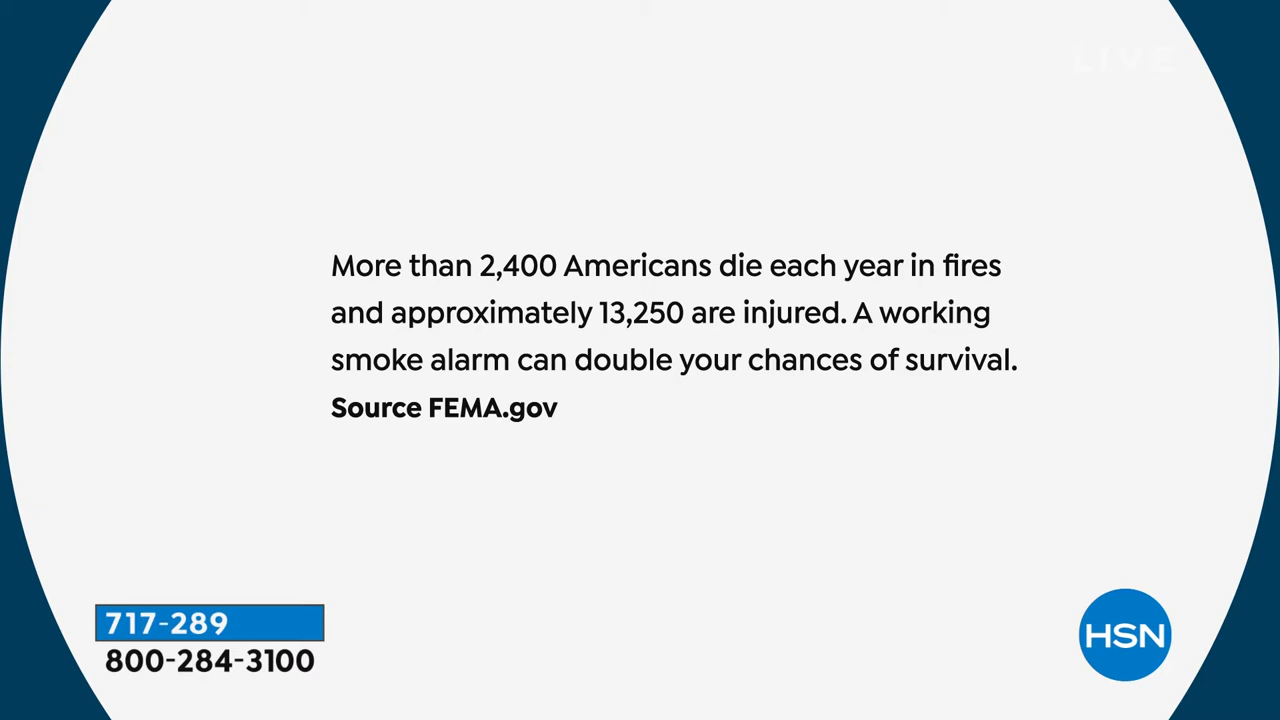 LIVE
More than 2,400 Americans die each year in fires
and approximately 13,250 are injured. A working
smoke alarm can double your chances of survival.
Source FEMA.gov
717-289
800-284-3100
HSN